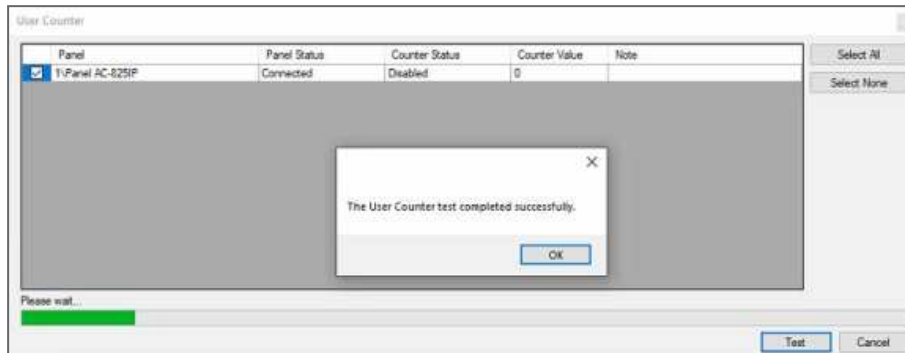 User Counter
Panel Panel Status Counter Status Counter Value Note
1\Panel AC-825IP Connected Disabled 0
Select All
Select None
The User Counter test completed successfully.
OK
Please wait...
Test Cancel